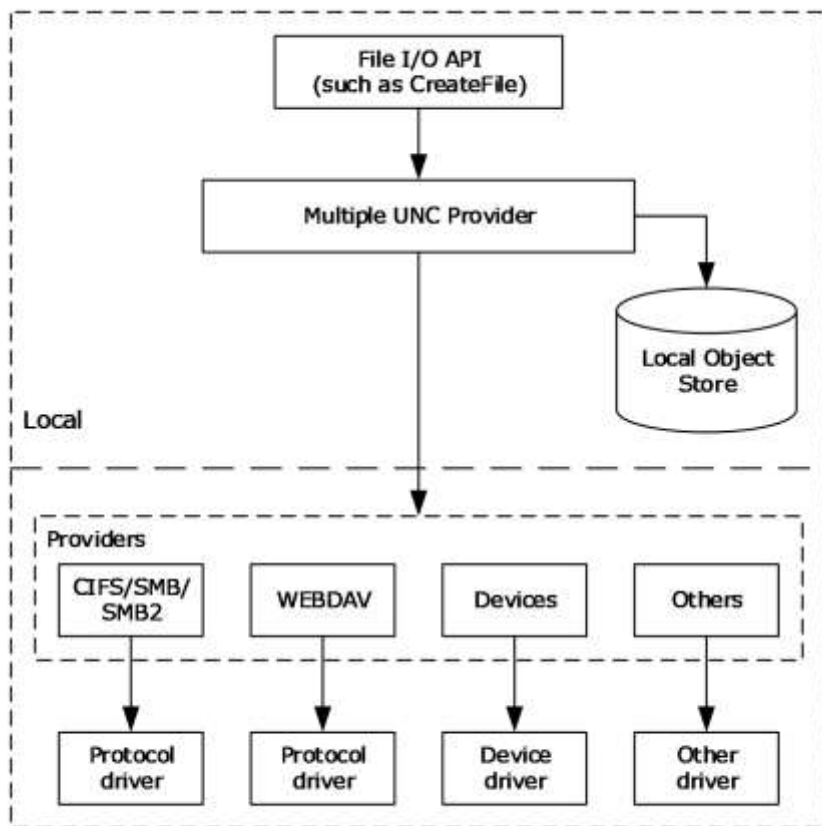 File I/O API
(such as CreateFile)
Multiple UNC Provider
Local Object
Store
Local
Providers
CIFS/SMB/
SMB2
WEBDAV
Devices
Others
Protocol
driver
Protocol
driver
Device
driver
Other
driver